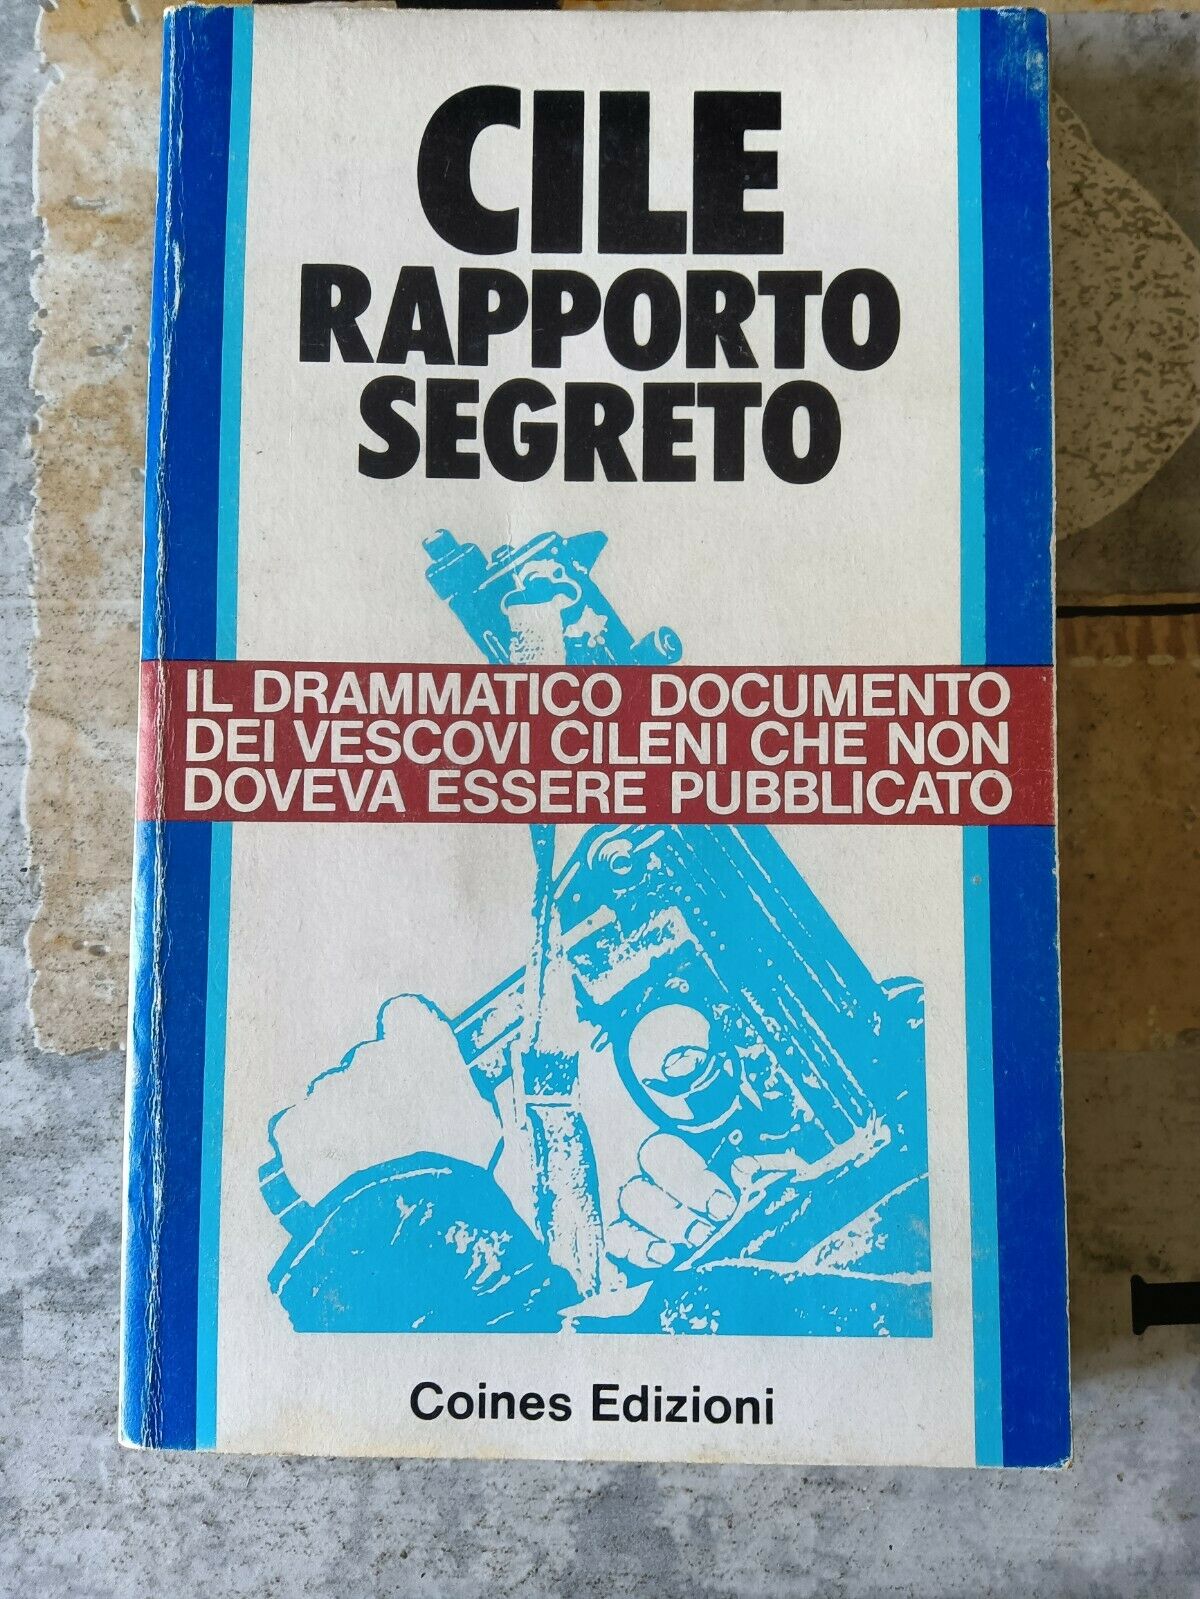 CILE
RAPPORTO
SEGRETO
IL DRAMMATICO DOCUMENTO
DEI VESCOVI CILENI CHE NON
DOVEVA ESSERE PUBBLICATO
Coines Edizioni